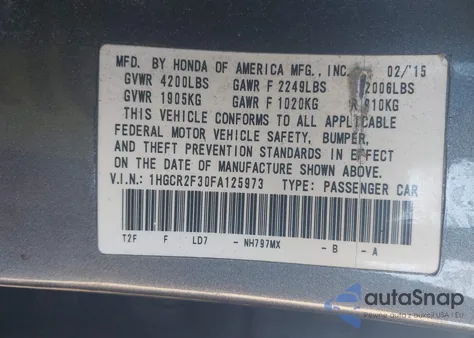 MFD. BY HONDA OF AMERICA MFG., INC. 02/'15
GVWR 4200LBS GAWR F 2249LBS 2006LBS
GVWR 1905KG GAWR F 1020KG R 910KG
THIS VEHICLE CONFORMS TO ALL APPLICABLE
FEDERAL MOTOR VEHICLE SAFETY, BUMPER,
AND THEFT PREVENTION STANDARDS IN EFFECT
ON THE DATE OF MANUFACTURE SHOWN ABOVE.
V.I.N.: 1HGCR2F30FA125973 TYPE: PASSENGER CAR
T2F F LD7 -NH797MX -B -A
autoSnap